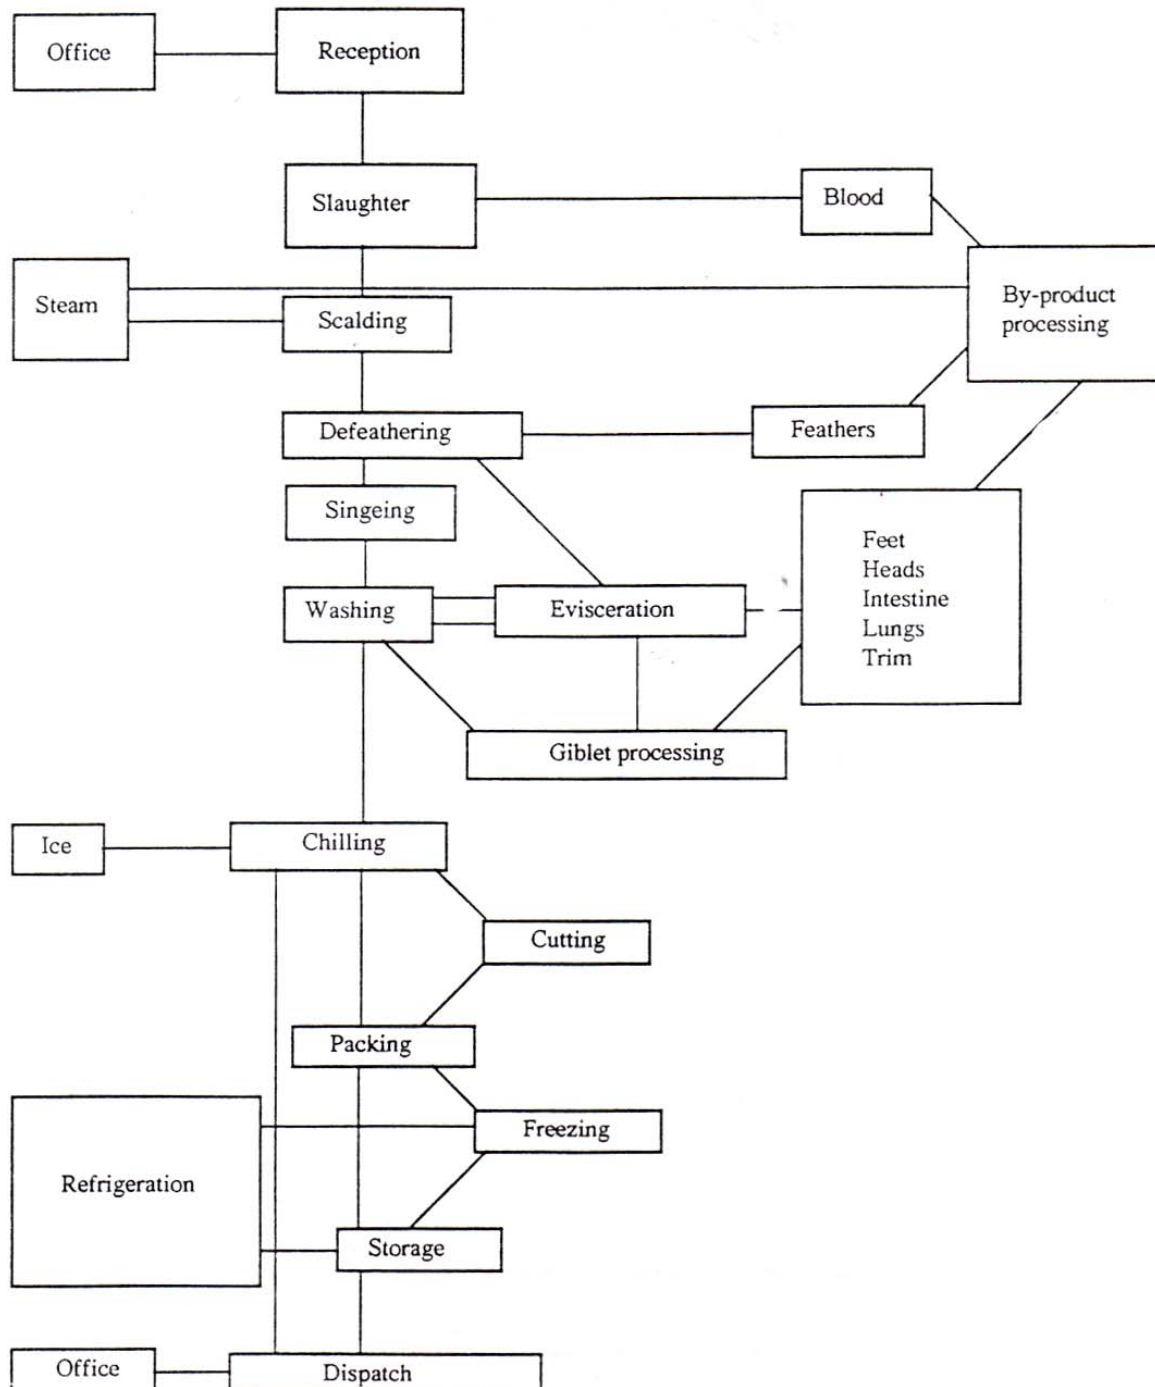 Office
Reception
Slaughter
Blood
Steam
By-product
processing
Scalding
Defeathering
Feathers
Singeing
Feet
Heads
Intestine
Lungs
Trim
Washing
Evisceration
Giblet processing
Ice
Chilling
Cutting
Packing
Freezing
Refrigeration
Storage
Office
Dispatch